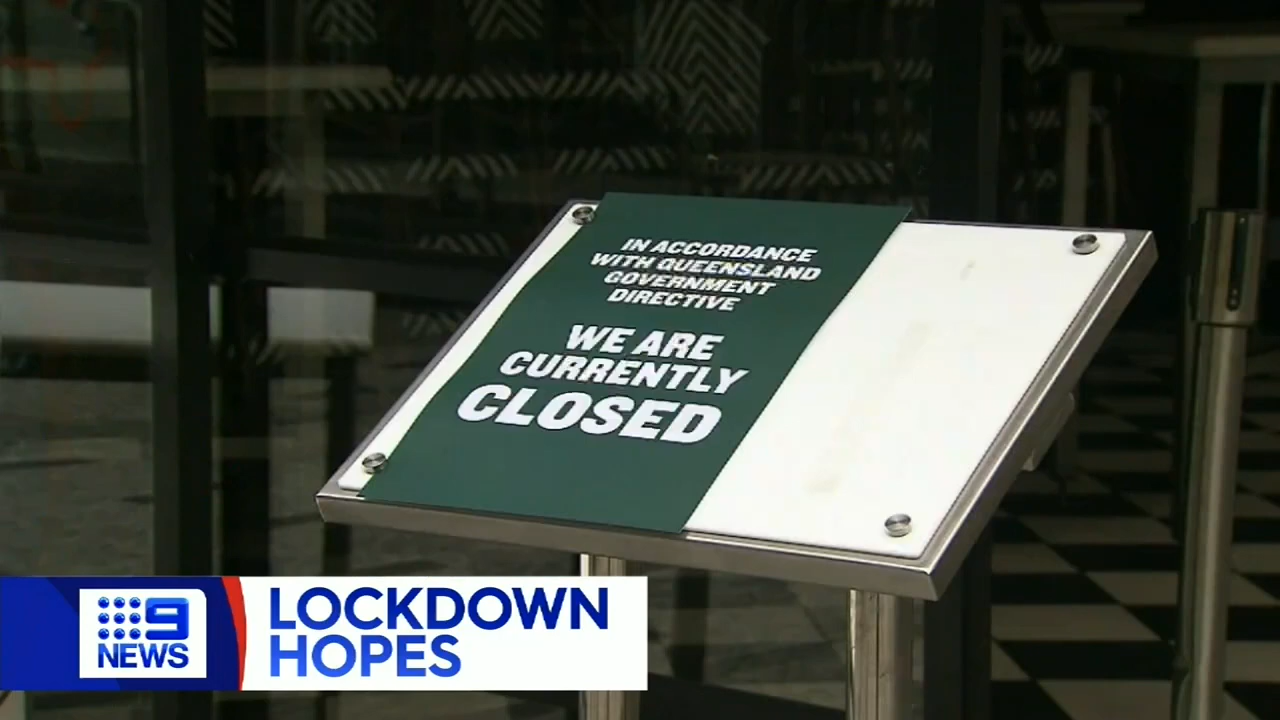 IN ACCORDANCE
WITH QUEENSLAND
GOVERNMENT
DIRECTIVE
WE ARE
CURRENTLY
CLOSED
9
NEWS
LOCKDOWN
HOPES